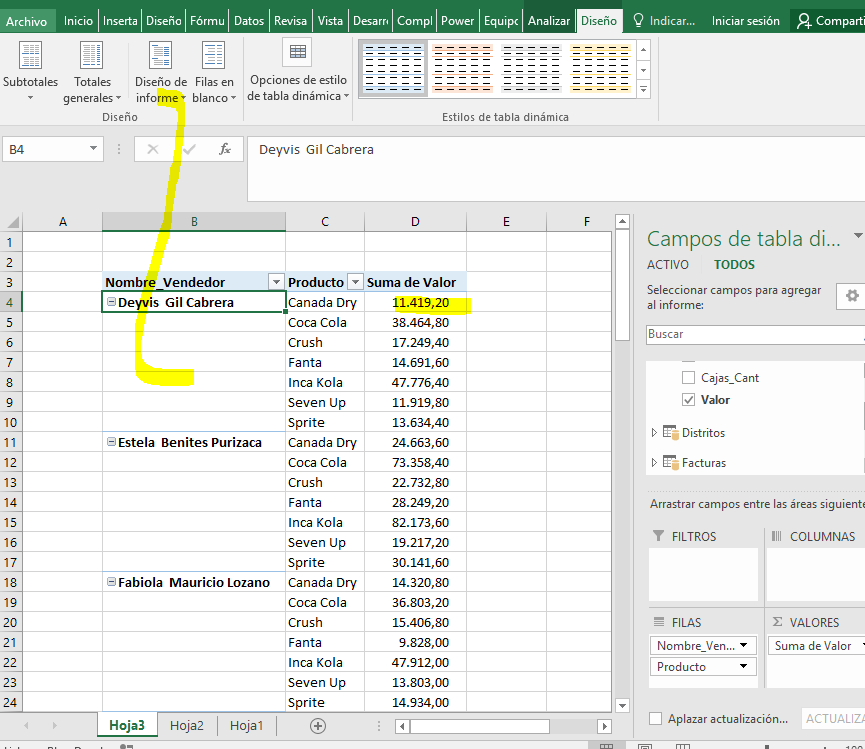 Archivo Inicio Inserta Diseño Fórmu Datos Revisa Vista Desarr Compl Power Equipc Analizar Diseño Indicar... Iniciar sesión Comparti
Subtotales
Totales generales
Diseño de informe
Filas en blanco
Opciones de estilo de tabla dinámica
Diseño
Estilos de tabla dinámica
B4 fx Deyvis Gil Cabrera
A B C D E F
1
2
3 Nombre_Vendedor Producto Suma de Valor
4 Deyvis Gil Cabrera Canada Dry 11.419,20
5 Coca Cola 38.464,80
6 Crush 17.249,40
7 Fanta 14.691,60
8 Inca Kola 47.776,40
9 Seven Up 11.919,80
10 Sprite 13.634,40
11 Estela Benites Purizaca Canada Dry 24.663,60
12 Coca Cola 73.358,40
13 Crush 22.732,80
14 Fanta 28.249,20
15 Inca Kola 82.173,60
16 Seven Up 19.217,20
17 Sprite 30.141,60
18 Fabiola Mauricio Lozano Canada Dry 14.320,80
19 Coca Cola 36.803,20
20 Crush 15.406,80
21 Fanta 9.828,00
22 Inca Kola 47.912,00
23 Seven Up 13.803,00
24 Sprite 14.934,00
Hoja3 Hoja2 Hoja1
Campos de tabla di...
ACTIVO TODOS
Seleccionar campos para agregar
al informe:
Buscar
Cajas_Cant
Valor
Distritos
Facturas
Arrastrar campos entre las áreas siguiente
FILTROS COLUMNAS
FILAS Σ VALORES
Nombre_Ven... Suma de Valor
Producto
Aplazar actualización... ACTUALIZA